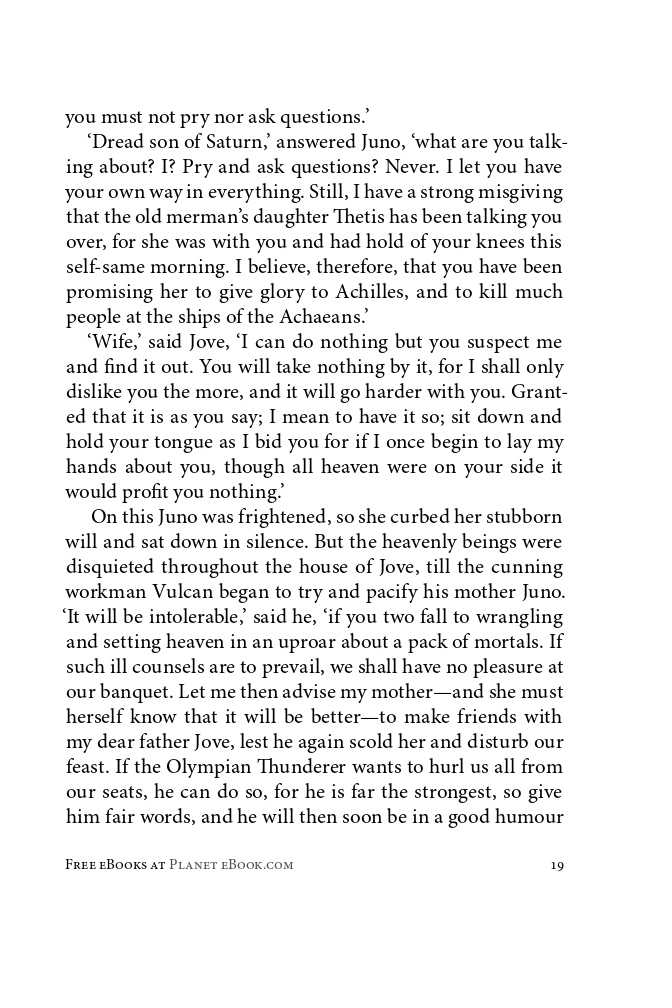 you must not pry nor ask questions.’
‘Dread son of Saturn,’ answered Juno, ‘what are you talk-
ing about? I? Pry and ask questions? Never. I let you have
your own way in everything. Still, I have a strong misgiving
that the old merman’s daughter Thetis has been talking you
over, for she was with you and had hold of your knees this
self-same morning. I believe, therefore, that you have been
promising her to give glory to Achilles, and to kill much
people at the ships of the Achaeans.’
‘Wife,’ said Jove, ‘I can do nothing but you suspect me
and find it out. You will take nothing by it, for I shall only
dislike you the more, and it will go harder with you. Grant-
ed that it is as you say; I mean to have it so; sit down and
hold your tongue as I bid you for if I once begin to lay my
hands about you, though all heaven were on your side it
would profit you nothing.’
On this Juno was frightened, so she curbed her stubborn
will and sat down in silence. But the heavenly beings were
disquieted throughout the house of Jove, till the cunning
workman Vulcan began to try and pacify his mother Juno.
‘It will be intolerable,’ said he, ‘if you two fall to wrangling
and setting heaven in an uproar about a pack of mortals. If
such ill counsels are to prevail, we shall have no pleasure at
our banquet. Let me then advise my mother—and she must
herself know that it will be better—to make friends with
my dear father Jove, lest he again scold her and disturb our
feast. If the Olympian Thunderer wants to hurl us all from
our seats, he can do so, for he is far the strongest, so give
him fair words, and he will then soon be in a good humour
Free eBooks at Planet eBook.com 19